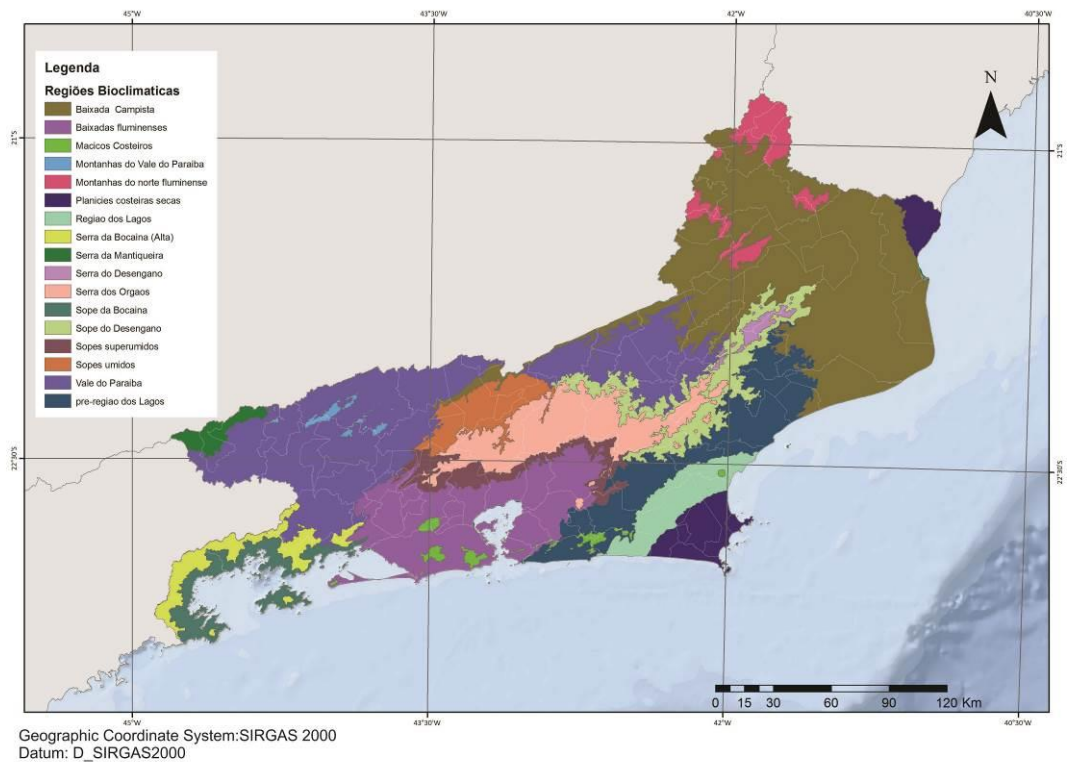 45°W 43°30'W 42°W 40°30'W
Legenda
Regiões Bioclimaticas
Baixada Campista
Baixadas fluminenses
Macicos Costeiros
Montanhas do Vale do Paraiba
Montanhas do norte fluminense
Planicies costeiras secas
Regiao dos Lagos
Serra da Bocaina (Alta)
Serra da Mantiqueira
Serra do Desengano
Serra dos Orgaos
Sope da Bocaina
Sope do Desengano
Sopes superumidos
Sopes umidos
Vale do Paraiba
pre-regiao dos Lagos
N
21°S 21°S
22°30'S 22°30'S
0 15 30 60 90 120 Km
45°W 43°30'W 42°W 40°30'W
Geographic Coordinate System:SIRGAS 2000
Datum: D_SIRGAS2000